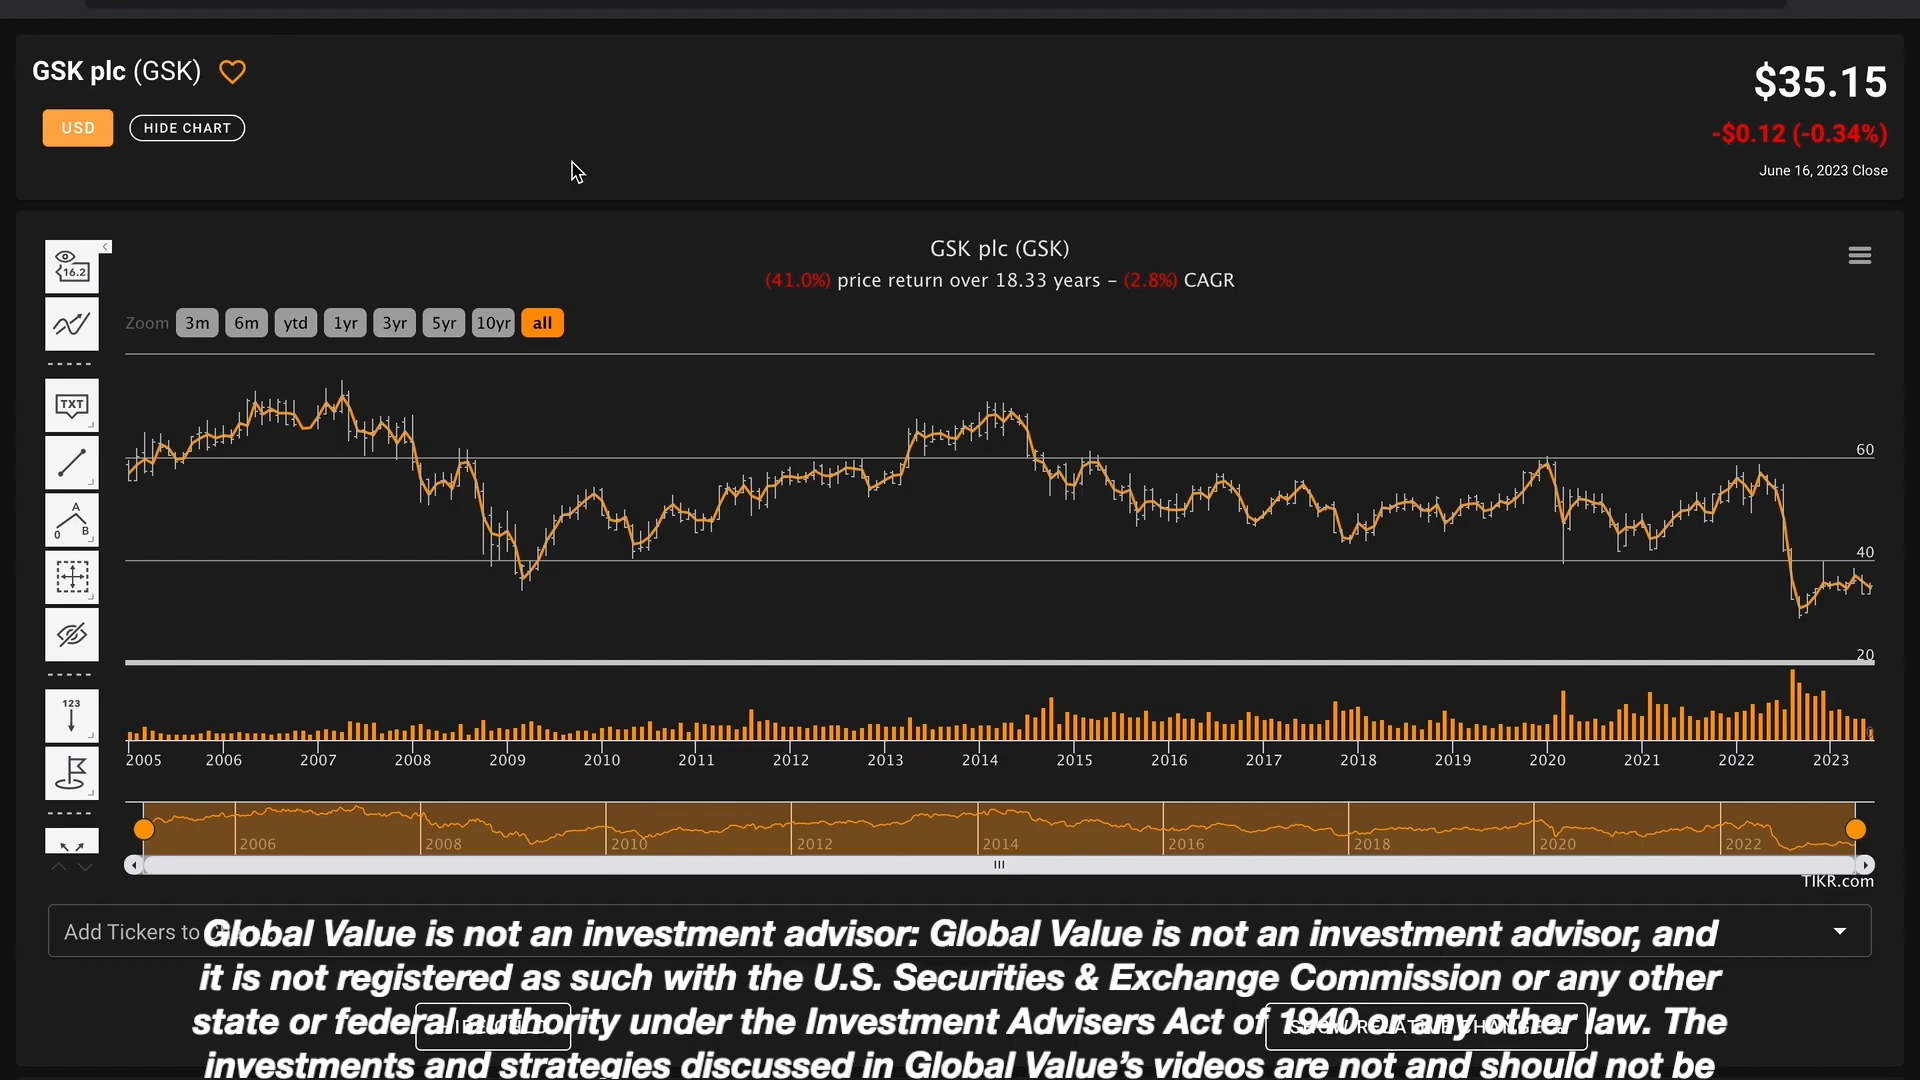 GSK plc (GSK)
$35.15
USD
HIDE CHART
-$0.12 (-0.34%)
June 16, 2023 Close
GSK plc (GSK)
(41.0%) price return over 18.33 years – (2.8%) CAGR
Zoom 3m 6m ytd 1yr 3yr 5yr 10yr all
16.2
TXT
A
0 B
123
60
40
20
0
2005 2006 2007 2008 2009 2010 2011 2012 2013 2014 2015 2016 2017 2018 2019 2020 2021 2022 2023
2006 2008 2010 2012 2014 2016 2018 2020 2022
TIKR.com
Add Tickers to
Global Value is not an investment advisor: Global Value is not an investment advisor, and
it is not registered as such with the U.S. Securities & Exchange Commission or any other
state or federal authority under the Investment Advisers Act of 1940 or any other law. The
investments and strategies discussed in Global Value's videos are not and should not be